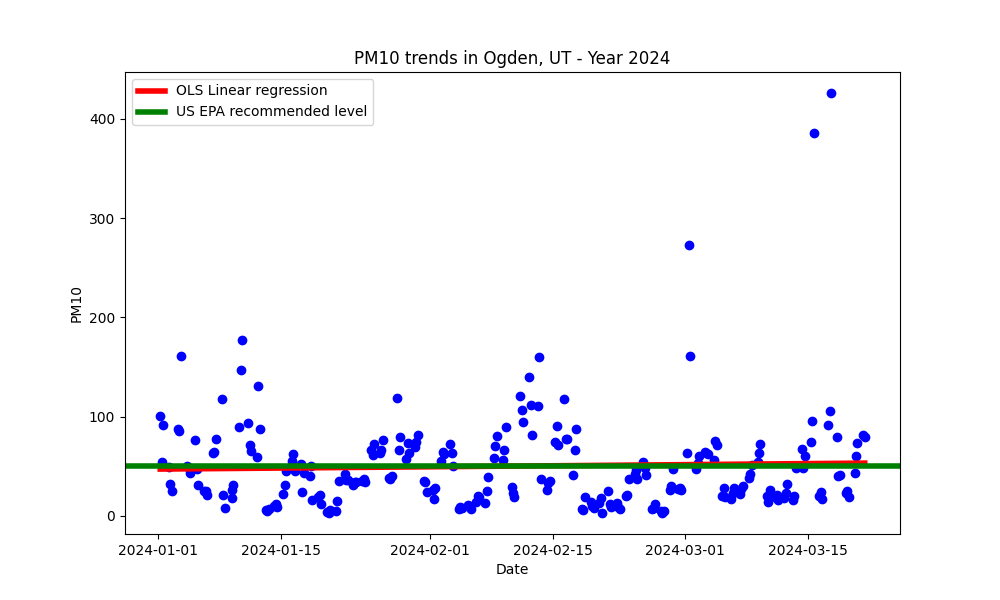 PM10 trends in Ogden, UT - Year 2024
OLS Linear regression
US EPA recommended level
400
300
200
100
0
PM10
2024-01-01
2024-01-15
2024-02-01
2024-02-15
2024-03-01
2024-03-15
Date